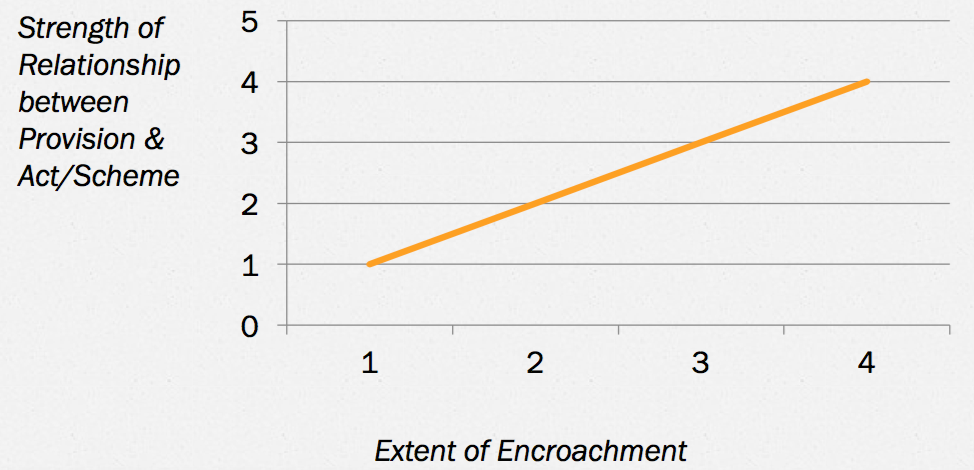 Strength of
Relationship
between
Provision &
Act/Scheme
5
4
3
2
1
0
1 2 3 4
Extent of Encroachment